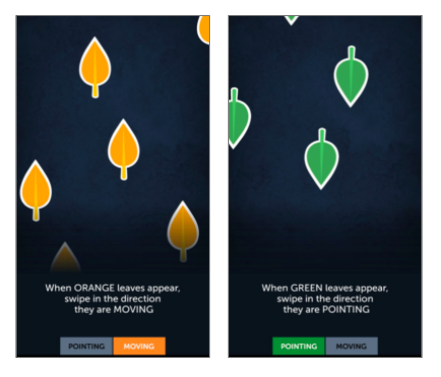 When ORANGE leaves appear,
swipe in the direction
they are MOVING
POINTING MOVING
When GREEN leaves appear,
swipe in the direction
they are POINTING
POINTING MOVING